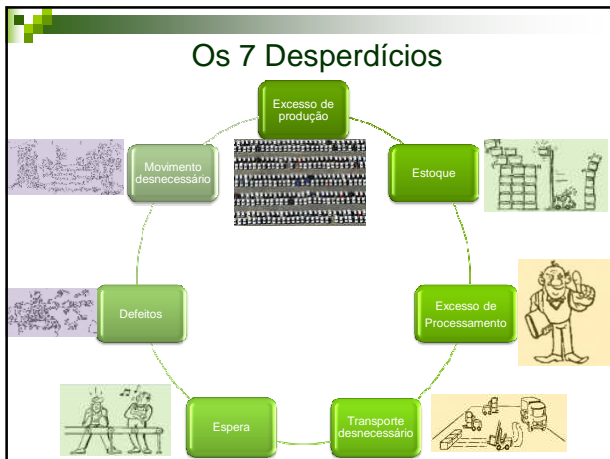 Os 7 Desperdícios
Excesso de
produção
Estoque
Excesso de
Processamento
Transporte
desnecessário
Espera
Defeitos
Movimento
desnecessário